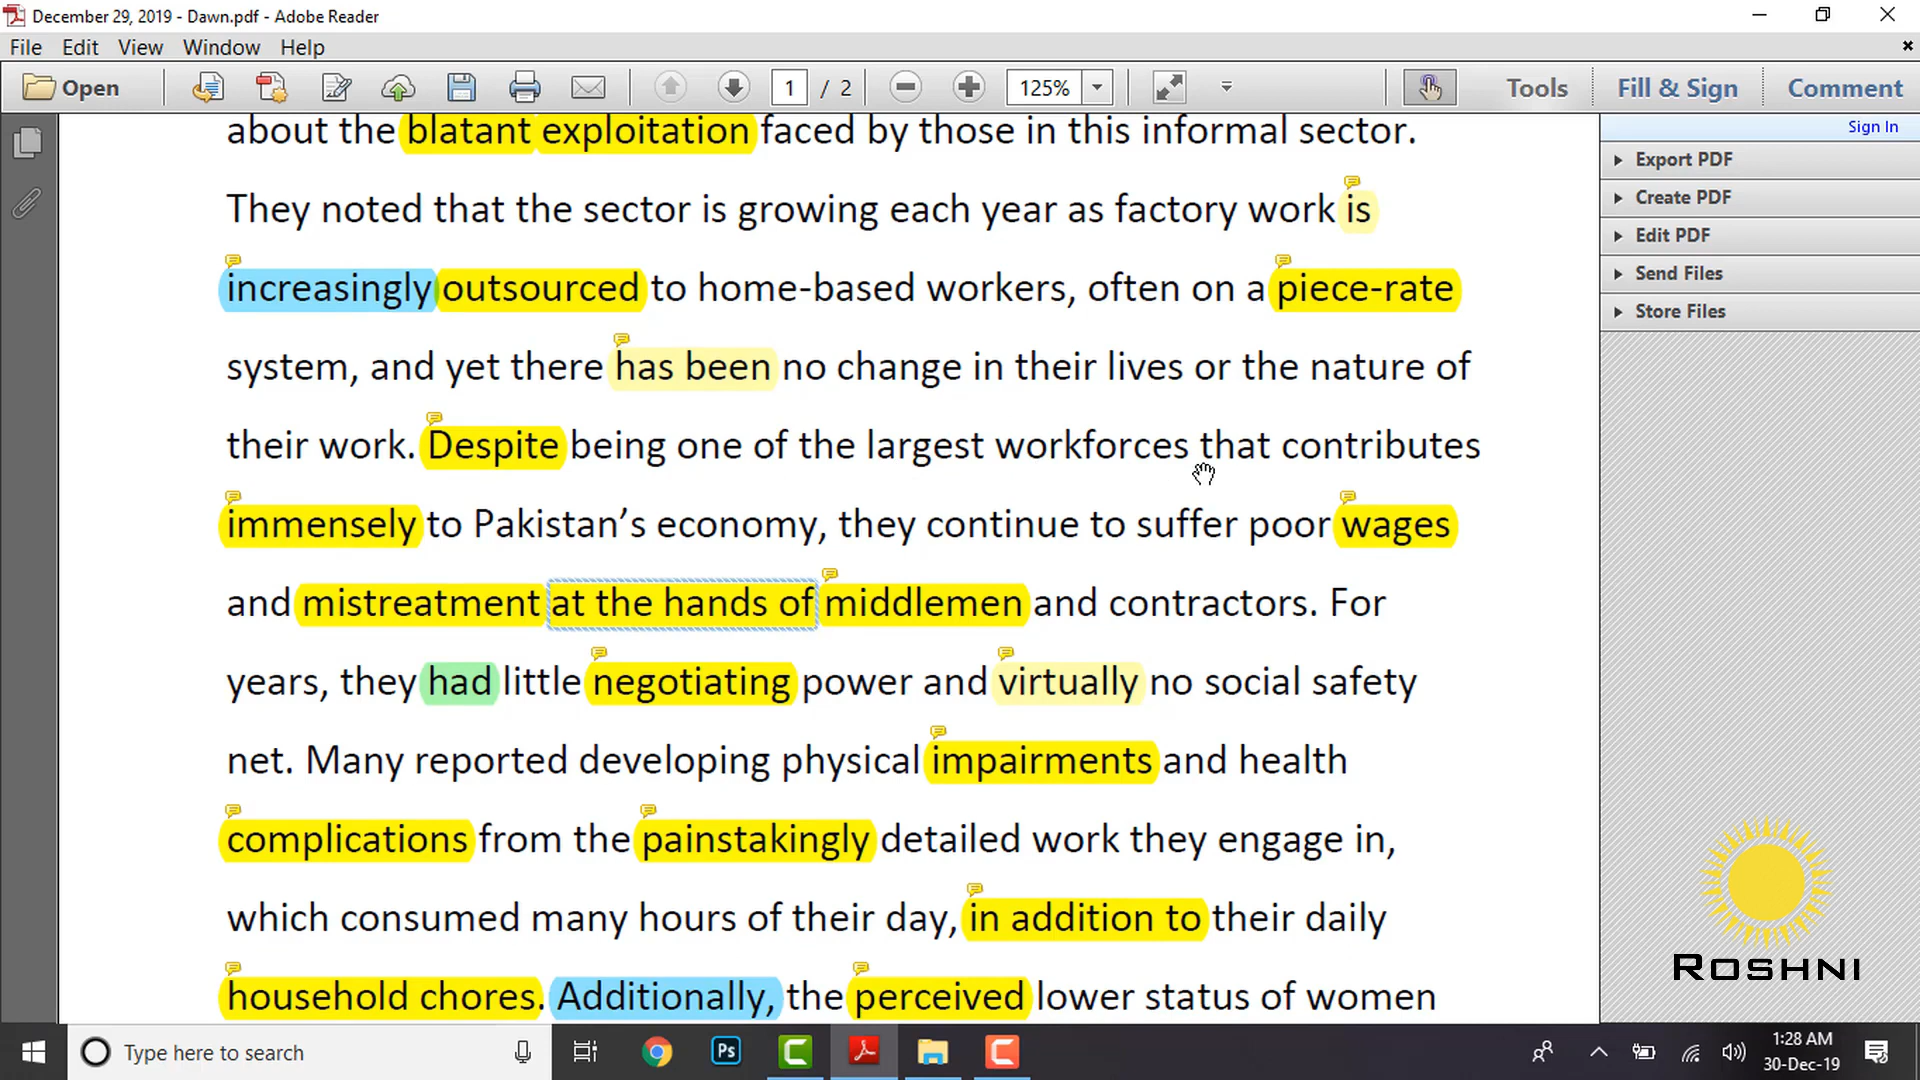 December 29, 2019 - Dawn.pdf - Adobe Reader
File Edit View Window Help
Open 1 / 2 125% Tools Fill & Sign Comment
Sign In
Export PDF
Create PDF
Edit PDF
Send Files
Store Files
about the blatant exploitation faced by those in this informal sector.
They noted that the sector is growing each year as factory work is
increasingly outsourced to home-based workers, often on a piece-rate
system, and yet there has been no change in their lives or the nature of
their work. Despite being one of the largest workforces that contributes
immensely to Pakistan’s economy, they continue to suffer poor wages
and mistreatment at the hands of middlemen and contractors. For
years, they had little negotiating power and virtually no social safety
net. Many reported developing physical impairments and health
complications from the painstakingly detailed work they engage in,
which consumed many hours of their day, in addition to their daily
household chores. Additionally, the perceived lower status of women
ROSHNI
Type here to search
Ps
1:28 AM
30-Dec-19